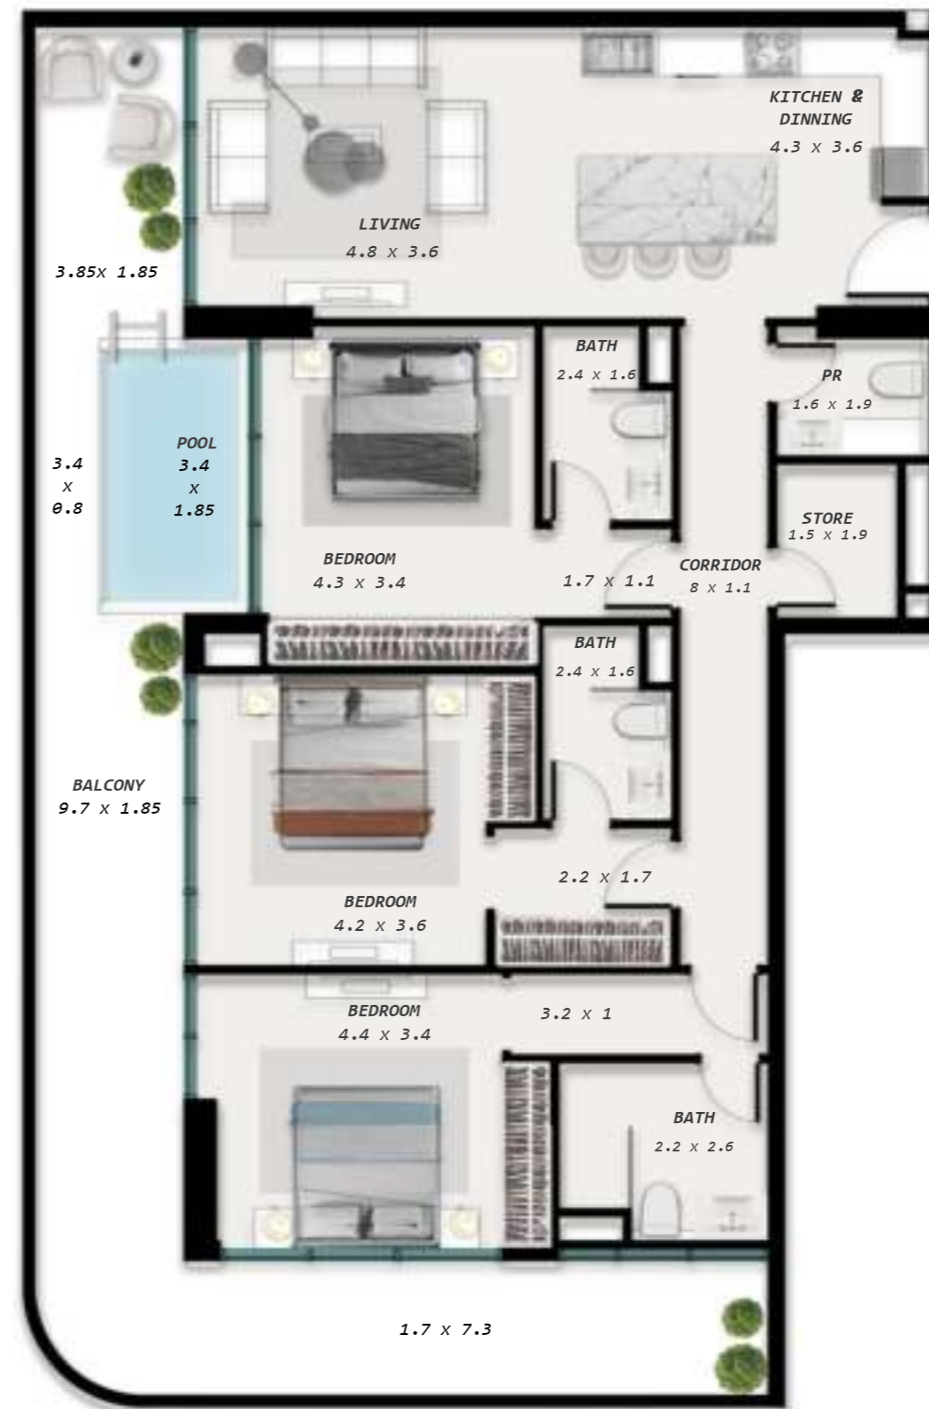 KITCHEN &
DINNING
4.3 x 3.6
LIVING
4.8 x 3.6
3.85x 1.85
BATH
2.4 x 1.6
PR
1.6 x 1.9
POOL
3.4
x
1.85
3.4
x
0.8
STORE
1.5 x 1.9
BEDROOM
4.3 x 3.4
1.7 x 1.1
CORRIDOR
8 x 1.1
BATH
2.4 x 1.6
BALCONY
9.7 x 1.85
2.2 x 1.7
BEDROOM
4.2 x 3.6
BEDROOM
4.4 x 3.4
3.2 x 1
BATH
2.2 x 2.6
1.7 x 7.3